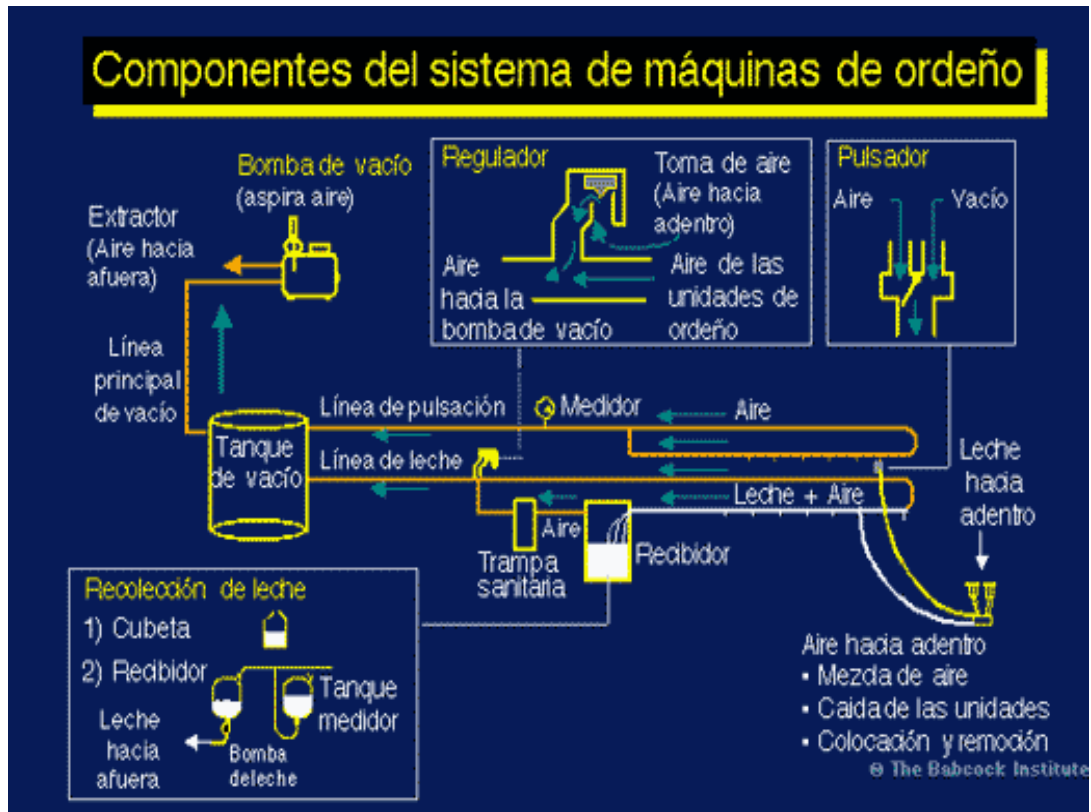 Componentes del sistema de máquinas de ordeño
Bomba de vacío
(aspira aire)
Extractor
(Aire hacia
afuera)
Línea
principal
de vacío
Regulador
Toma de aire
(Aire hacia
adentro)
Aire
hacia la
bomba de vacío
Aire de las
unidades de
ordeño
Pulsador
Aire
Vacío
Línea de pulsación
Medidor
Aire
Tanque
de vacío
Línea de leche
Leche + Aire
Leche
hacia
adentro
Aire
Trampa
sanitaria
Recibidor
Recolección de leche
1) Cubeta
2) Recibidor
Tanque
medidor
Leche
hacia
afuera
Bomba
deleche
Aire hacia adentro
▪ Mezcla de aire
▪ Caida de las unidades
▪ Colocación y remoción
© The Babcock Institute